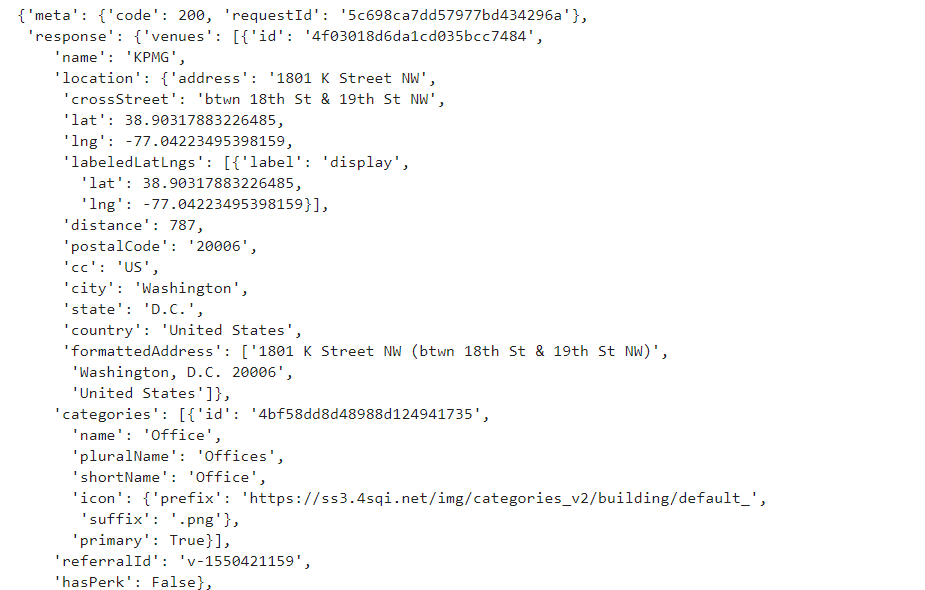 {'meta': {'code': 200, 'requestId': '5c698ca7dd57977bd434296a'},
'response': {'venues': [{'id': '4f03018d6da1cd035bcc7484',
'name': 'KPMG',
'location': {'address': '1801 K Street NW',
'crossStreet': 'btwn 18th St & 19th St NW',
'lat': 38.90317883226485,
'lng': -77.04223495398159,
'labeledLatLngs': [{'label': 'display',
'lat': 38.90317883226485,
'lng': -77.04223495398159}],
'distance': 787,
'postalCode': '20006',
'cc': 'US',
'city': 'Washington',
'state': 'D.C.',
'country': 'United States',
'formattedAddress': ['1801 K Street NW (btwn 18th St & 19th St NW)',
'Washington, D.C. 20006',
'United States']},
'categories': [{'id': '4bf58dd8d48988d124941735',
'name': 'Office',
'pluralName': 'Offices',
'shortName': 'Office',
'icon': {'prefix': 'https://ss3.4sqi.net/img/categories_v2/building/default_',
'suffix': '.png'},
'primary': True}],
'referralId': 'v-1550421159',
'hasPerk': False},